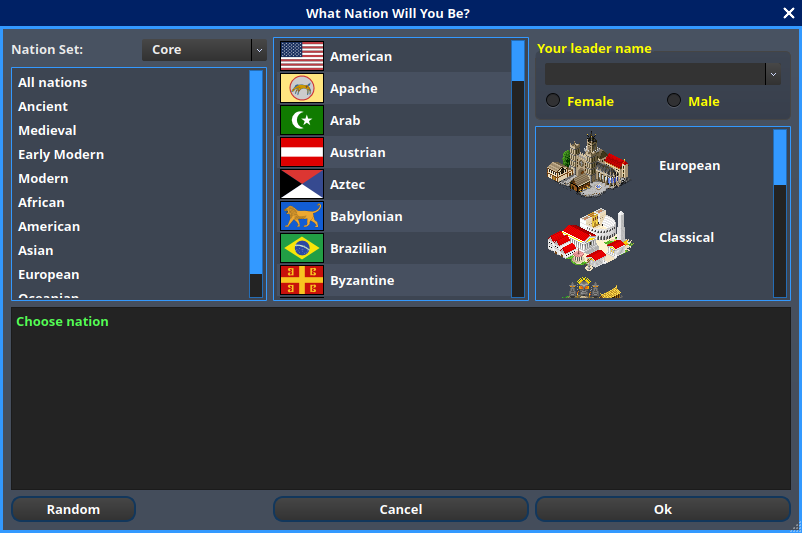 What Nation Will You Be?
Nation Set:
Core
All nations
Ancient
Medieval
Early Modern
Modern
African
American
Asian
European
Oceanian
American
Apache
Arab
Austrian
Aztec
Babylonian
Brazilian
Byzantine
Your leader name
Female
Male
European
Classical
Choose nation
Random
Cancel
Ok